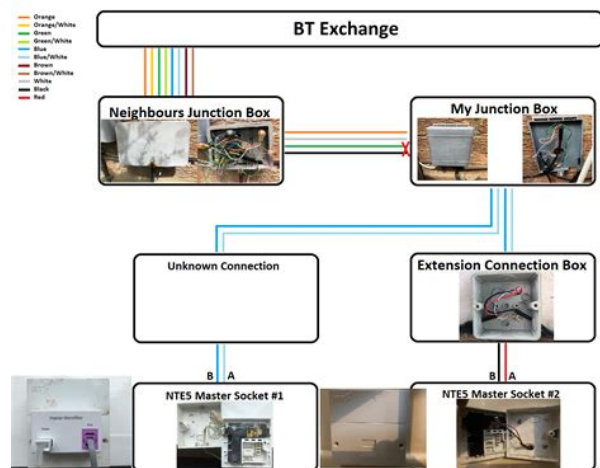 Orange
Orange/White
Green
Green/White
Blue
Blue/White
Brown
Brown/White
White
Black
Red
BT Exchange
Neighbours Junction Box
My Junction Box
Unknown Connection
Extension Connection Box
B A
B A
NTE5 Master Socket #1
NTE5 Master Socket #2